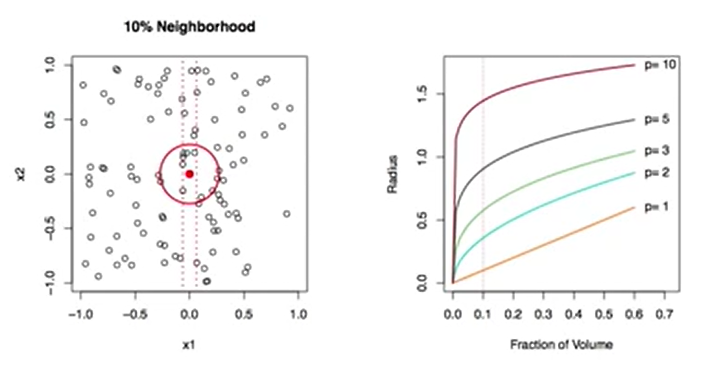 10% Neighborhood
x2
1.0
0.5
0.0
−0.5
−1.0
−1.0 −0.5 0.0 0.5 1.0
x1
Radius
1.5
1.0
0.5
0.0
p= 10
p= 5
p= 3
p= 2
p= 1
0.0 0.1 0.2 0.3 0.4 0.5 0.6 0.7
Fraction of Volume